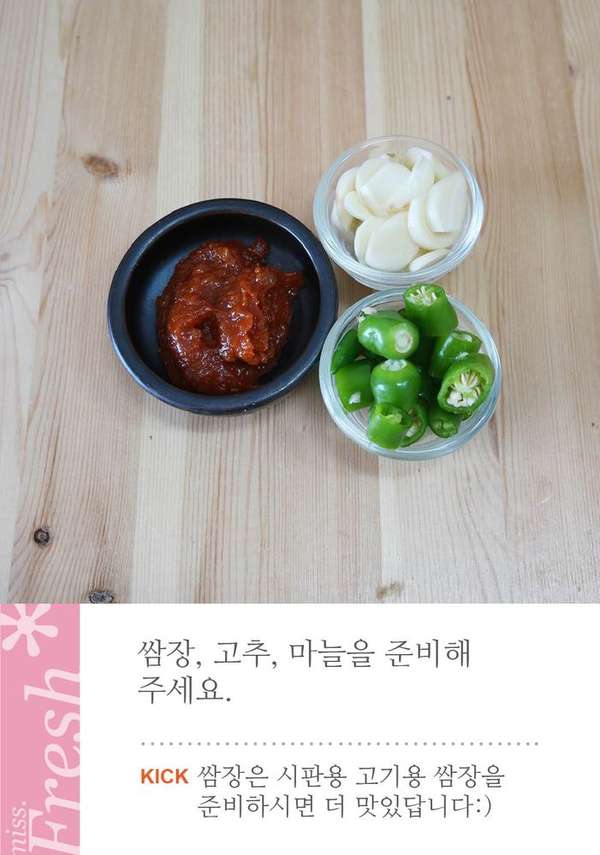 쌈장, 고추, 마늘을 준비해
주세요.
KICK 쌈장은 시판용 고기용 쌈장을
준비하시면 더 맛있답니다:)
miss.
Fresh